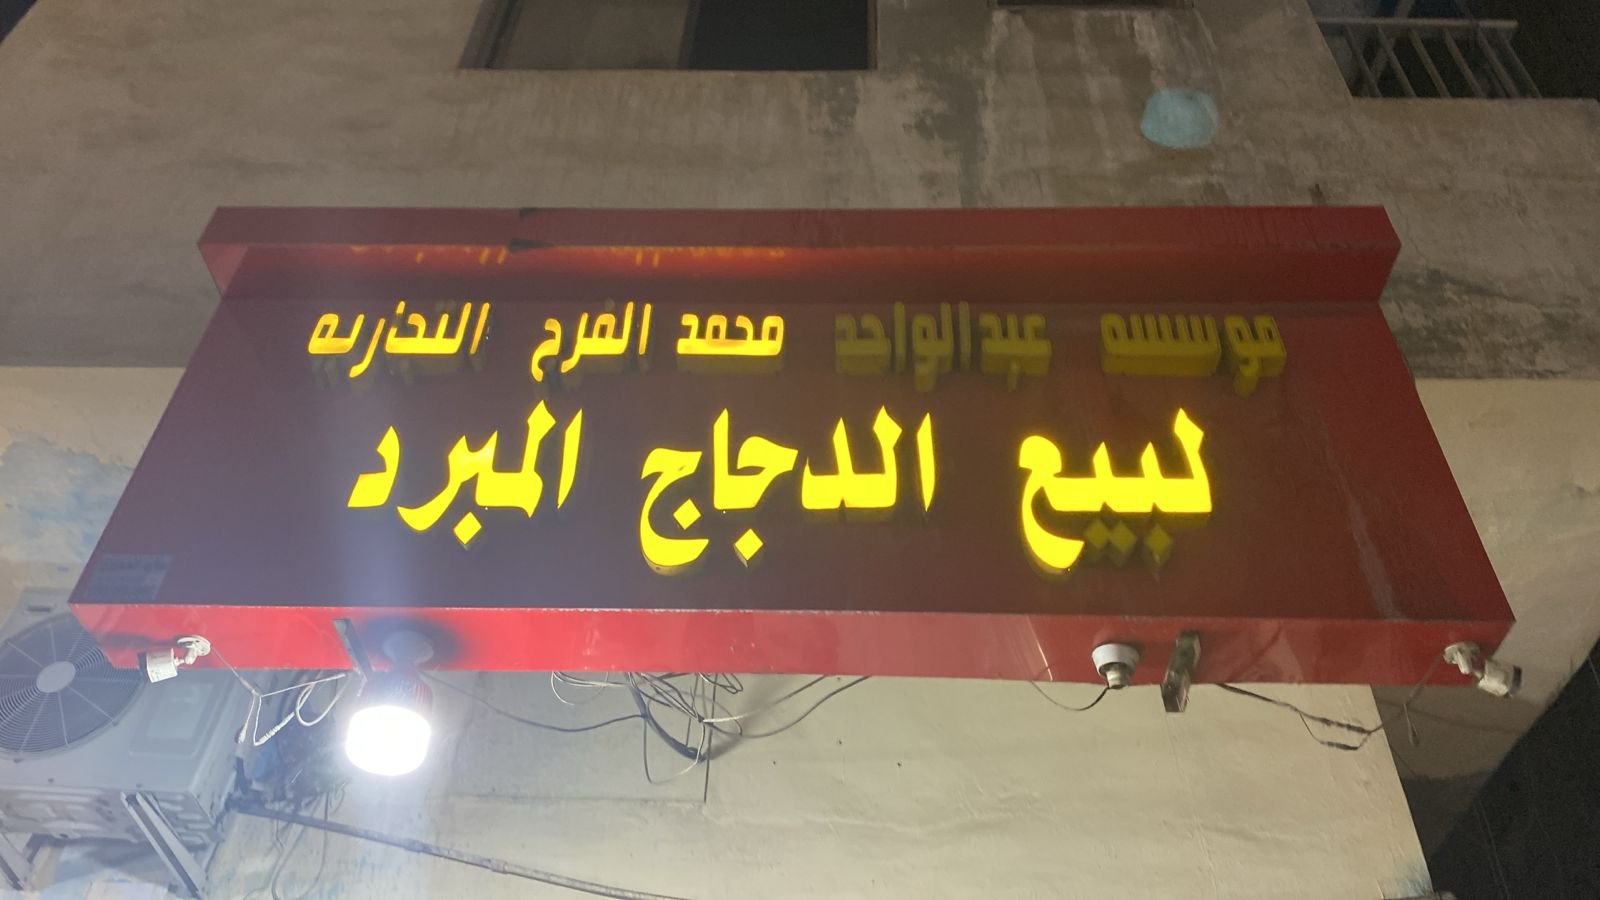 موسسه عبدالواحد محمد الفرج التجاريه
لبيع الدجاج المبرد